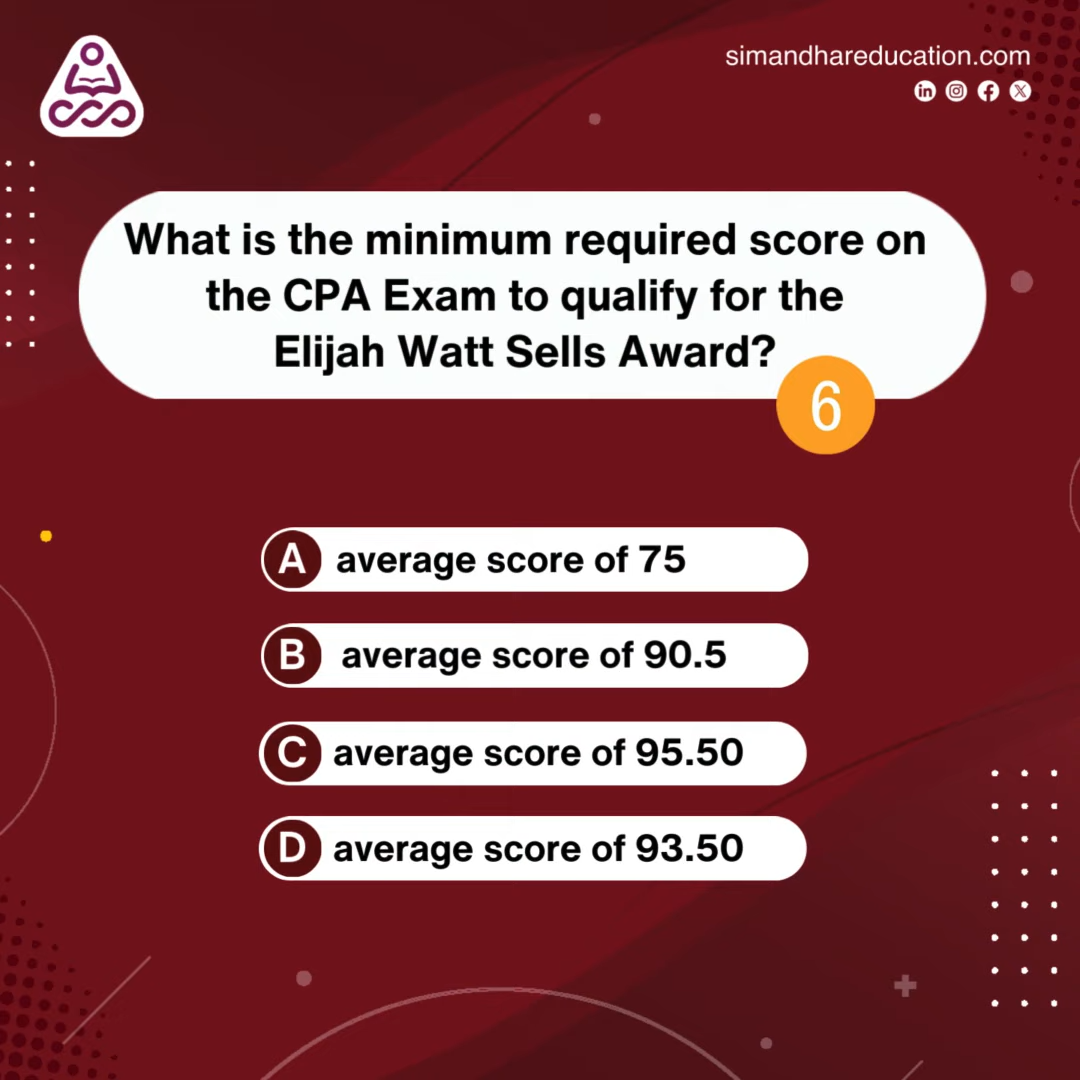 simandhareducation.com
What is the minimum required score on
the CPA Exam to qualify for the
Elijah Watt Sells Award?
6
A average score of 75
B average score of 90.5
C average score of 95.50
D average score of 93.50